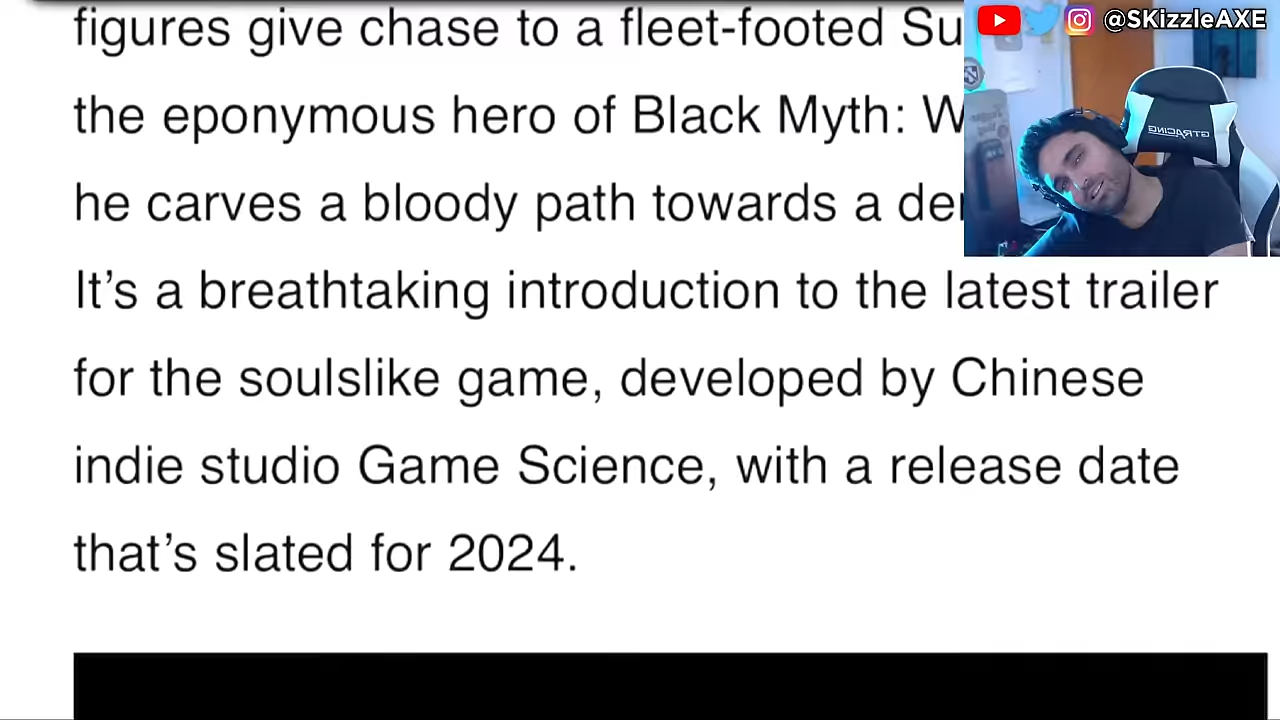 @SKizzleAXE
figures give chase to a fleet-footed Su
the eponymous hero of Black Myth: W
GTRACING
he carves a bloody path towards a de
It's a breathtaking introduction to the latest trailer
for the soulslike game, developed by Chinese
indie studio Game Science, with a release date
that's slated for 2024.